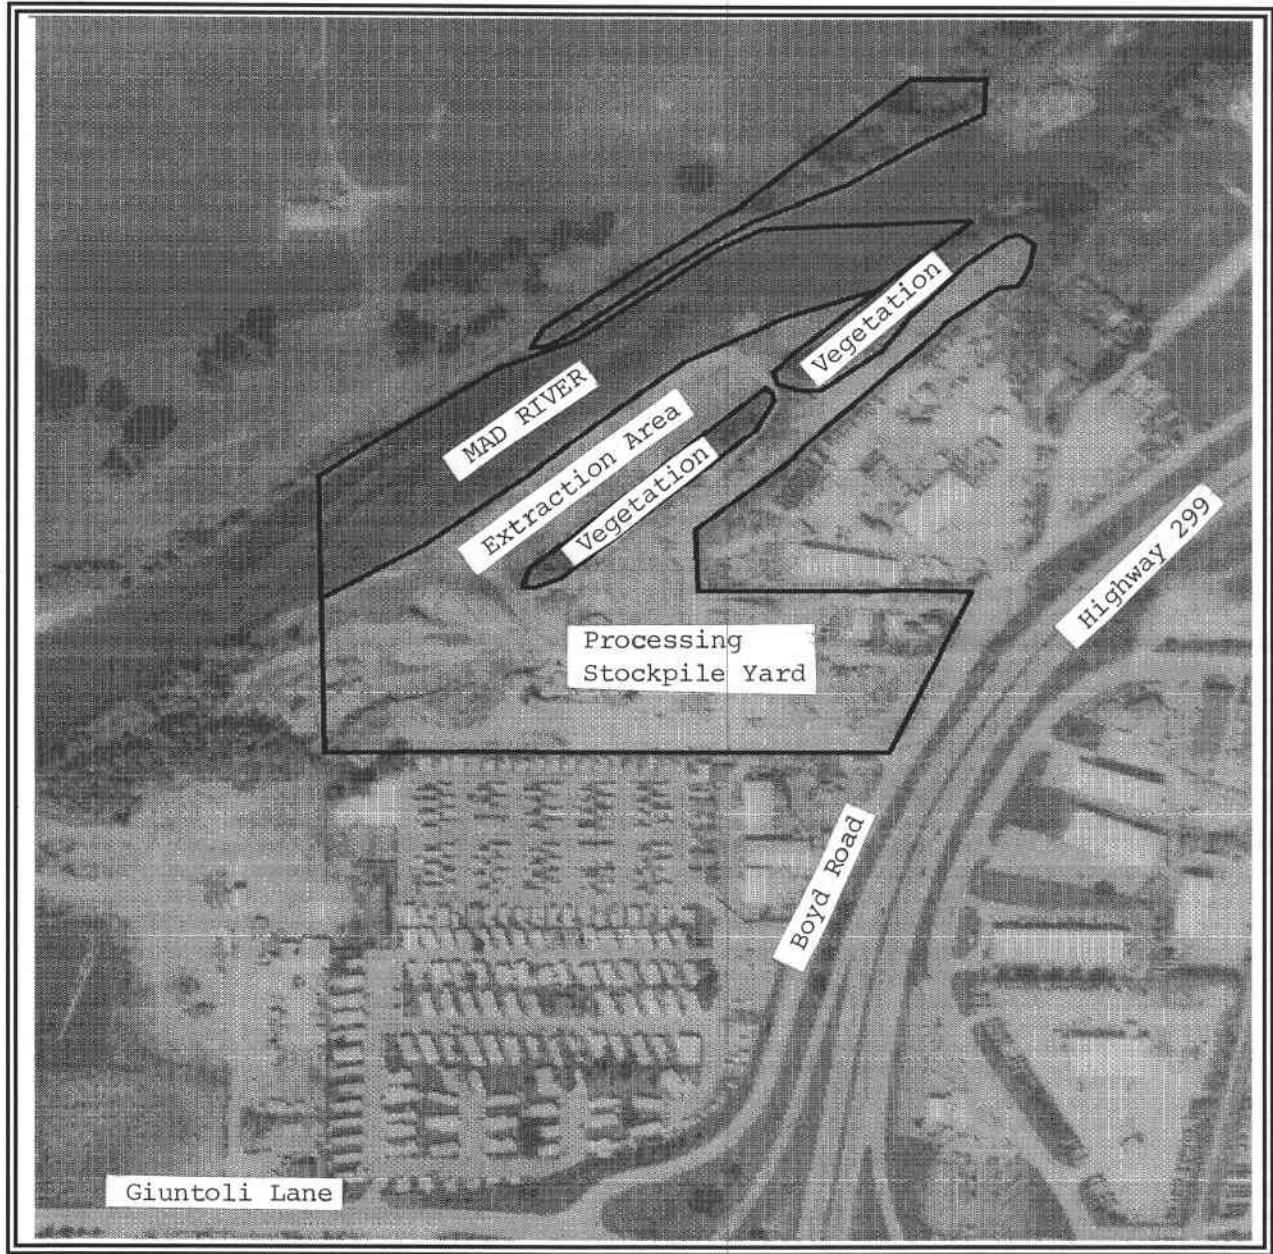 Vegetation
MAD RIVER
Extraction Area
Vegetation
Highway 299
Processing
Stockpile Yard
Boyd Road
Giuntoli Lane